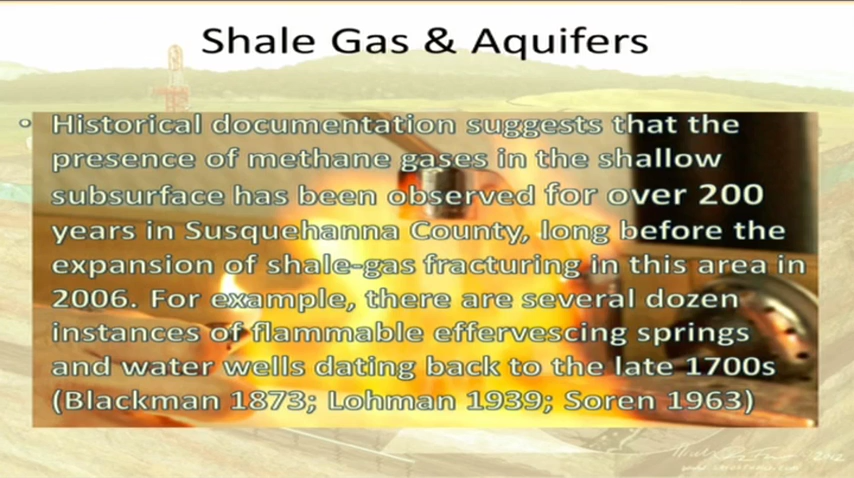 Shale Gas & Aquifers
• Historical documentation suggests that the
presence of methane gases in the shallow
subsurface has been observed for over 200
years in Susquehanna County, long before the
expansion of shale-gas fracturing in this area in
2006. For example, there are several dozen
instances of flammable effervescing springs
and water wells dating back to the late 1700s
(Blackman 1873; Lohman 1939; Soren 1963)
2012